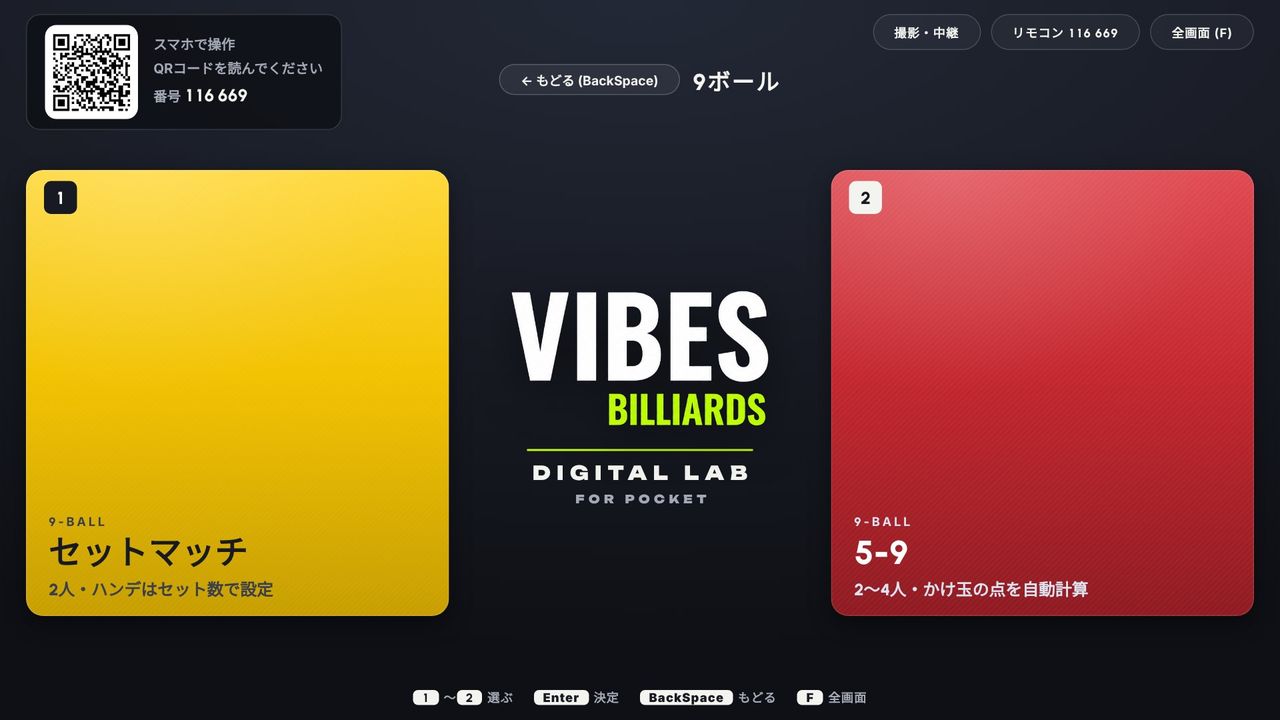 スマホで操作
QRコードを読んでください
番号 116 669
← もどる (BackSpace)
9ボール
撮影・中継
リモコン 116 669
全画面 (F)
1
9-BALL
セットマッチ
2人・ハンデはセット数で設定
VIBES
BILLIARDS
DIGITAL LAB
FOR POCKET
2
9-BALL
5-9
2〜4人・かけ玉の点を自動計算
1 〜 2 選ぶ Enter 決定 BackSpace もどる F 全画面